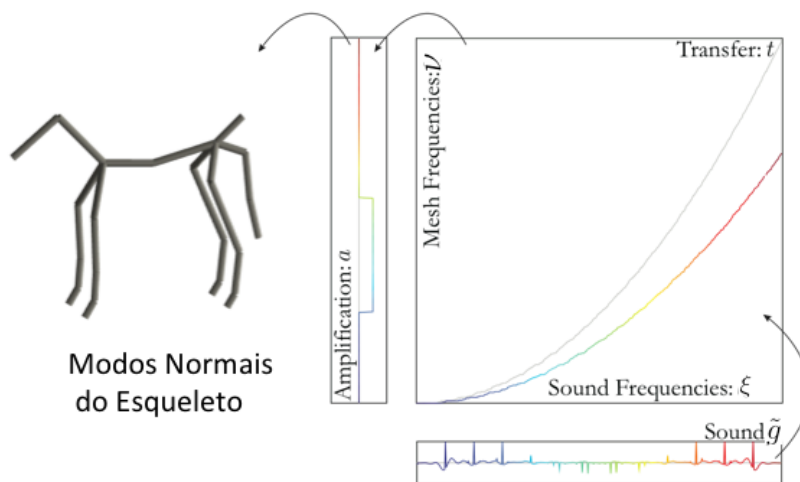 Transfer: t
Mesh Frequencies: ν
Amplification: a
Sound Frequencies: ξ
Modos Normais
do Esqueleto
Sound g̃